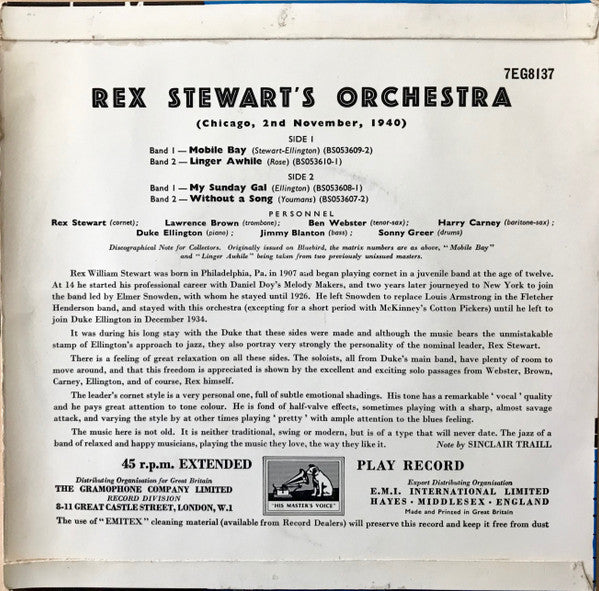 7EG8137
REX STEWART'S ORCHESTRA
(Chicago, 2nd November, 1940)
SIDE 1
Band 1 — Mobile Bay (Stewart-Ellington) (BS053609-2)
Band 2 — Linger Awhile (Rose) (BS053610-1)
SIDE 2
Band 1 — My Sunday Gal (Ellington) (BS053608-1)
Band 2 — Without a Song (Youmans) (BS053607-2)
PERSONNEL
Rex Stewart (cornet); Lawrence Brown (trombone); Ben Webster (tenor-sax); Harry Carney (baritone-sax);
Duke Ellington (piano); Jimmy Blanton (bass); Sonny Greer (drums)
Discographical Note for Collectors. Originally issued on Bluebird, the matrix numbers are as above, "Mobile Bay"
and "Linger Awhile" being taken from two previously unissued masters.
Rex William Stewart was born in Philadelphia, Pa. in 1907 and began playing cornet in a juvenile band at the age of twelve.
At 14 he started his professional career with Daniel Doy's Melody Makers, and two years later journeyed to New York to join
the band led by Elmer Snowden, with whom he stayed until 1926. He left Snowden to replace Louis Armstrong in the Fletcher
Henderson band, and stayed with this orchestra (excepting for a short period with McKinney's Cotton Pickers) until he left to
join Duke Ellington in December 1934.
It was during his long stay with the Duke that these sides were made and although the music bears the unmistakable
stamp of Ellington's approach to jazz, they also portray very strongly the personality of the nominal leader, Rex Stewart.
There is a feeling of great relaxation on all these sides. The soloists, all from Duke's main band, have plenty of room to
move around, and that this freedom is appreciated is shown by the excellent and exciting solo passages from Webster, Brown,
Carney, Ellington, and of course, Rex himself.
The leader's cornet style is a very personal one, full of subtle emotional shadings. His tone has a remarkable ' vocal ' quality
and he pays great attention to tone colour. He is fond of half-valve effects, sometimes playing with a sharp, almost savage
attack, and varying the style by at other times playing ' pretty ' with ample attention to the blues feeling.
The music here is not old. It is neither traditional, swing or modern, but is of a type that will never date. The jazz of a
band of relaxed and happy musicians, playing the music they love, the way they like it. Note by SINCLAIR TRAILL
45 r.p.m. EXTENDED PLAY RECORD
Distributing Organisation for Great Britain
THE GRAMOPHONE COMPANY LIMITED
RECORD DIVISION
8-11 GREAT CASTLE STREET, LONDON, W.1
"HIS MASTER'S VOICE"
Export Distributing Organisation
E.M.I. INTERNATIONAL LIMITED
HAYES · MIDDLESEX · ENGLAND
Made and Printed in Great Britain
The use of "EMITEX" cleaning material (available from Record Dealers) will preserve this record and keep it free from dust